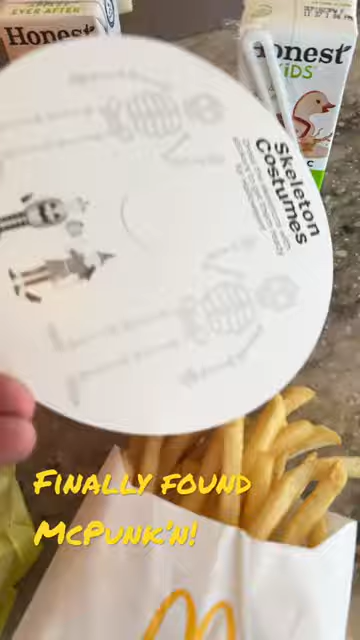 EVER AFTER
Honest
Honest
KiDS
Skeleton
Costumes
Finally found
McPunk'n!